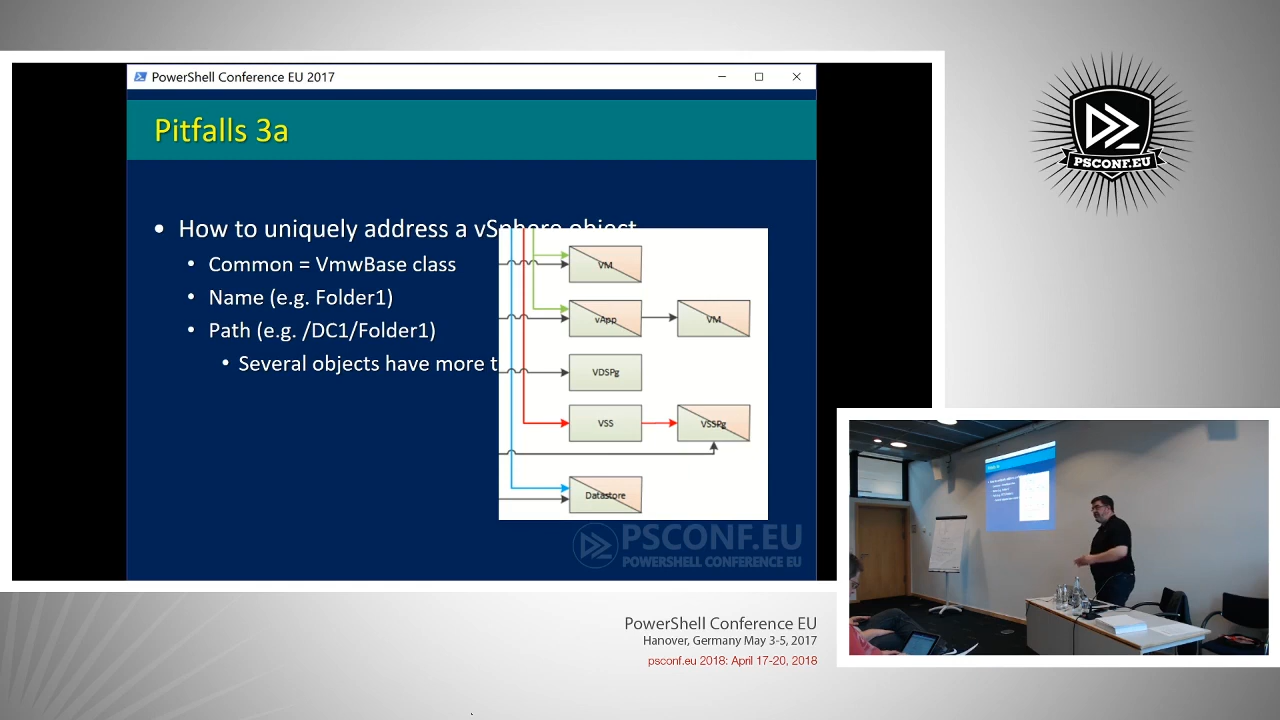 PowerShell Conference EU 2017
Pitfalls 3a
• How to uniquely address a vSphere object
• Common = VmwBase class
• Name (e.g. Folder1)
• Path (e.g. /DC1/Folder1)
• Several objects have more t
VM
vApp
VM
VDSPg
VSS
VSSPg
Datastore
PSCONF.EU
POWERSHELL CONFERENCE EU
PSCONF.EU
PowerShell Conference EU
Hanover, Germany May 3-5, 2017
psconf.eu 2018: April 17-20, 2018